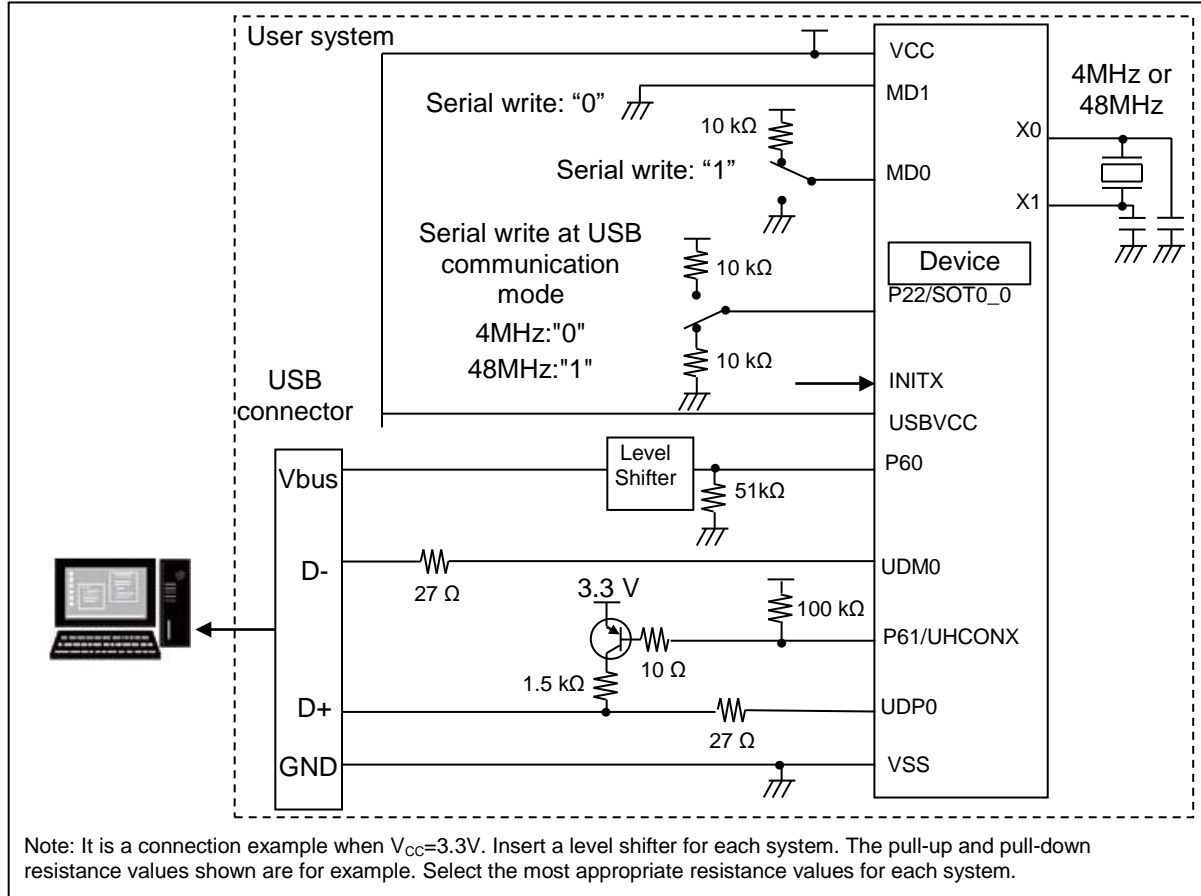 User system
VCC
4MHz or
48MHz
MD1
Serial write: “0”
10 kΩ
X0
Serial write: “1”
MD0
X1
Serial write at USB
communication
mode
10 kΩ
Device
P22/SOT0_0
4MHz:"0"
48MHz:"1"
10 kΩ
INITX
USB
connector
USBVCC
Level
Shifter
P60
Vbus
51kΩ
D-
UDM0
27 Ω
3.3 V
100 kΩ
P61/UHCONX
10 Ω
1.5 kΩ
D+
UDP0
27 Ω
GND
VSS
Note: It is a connection example when VCC=3.3V. Insert a level shifter for each system. The pull-up and pull-down
resistance values shown are for example. Select the most appropriate resistance values for each system.